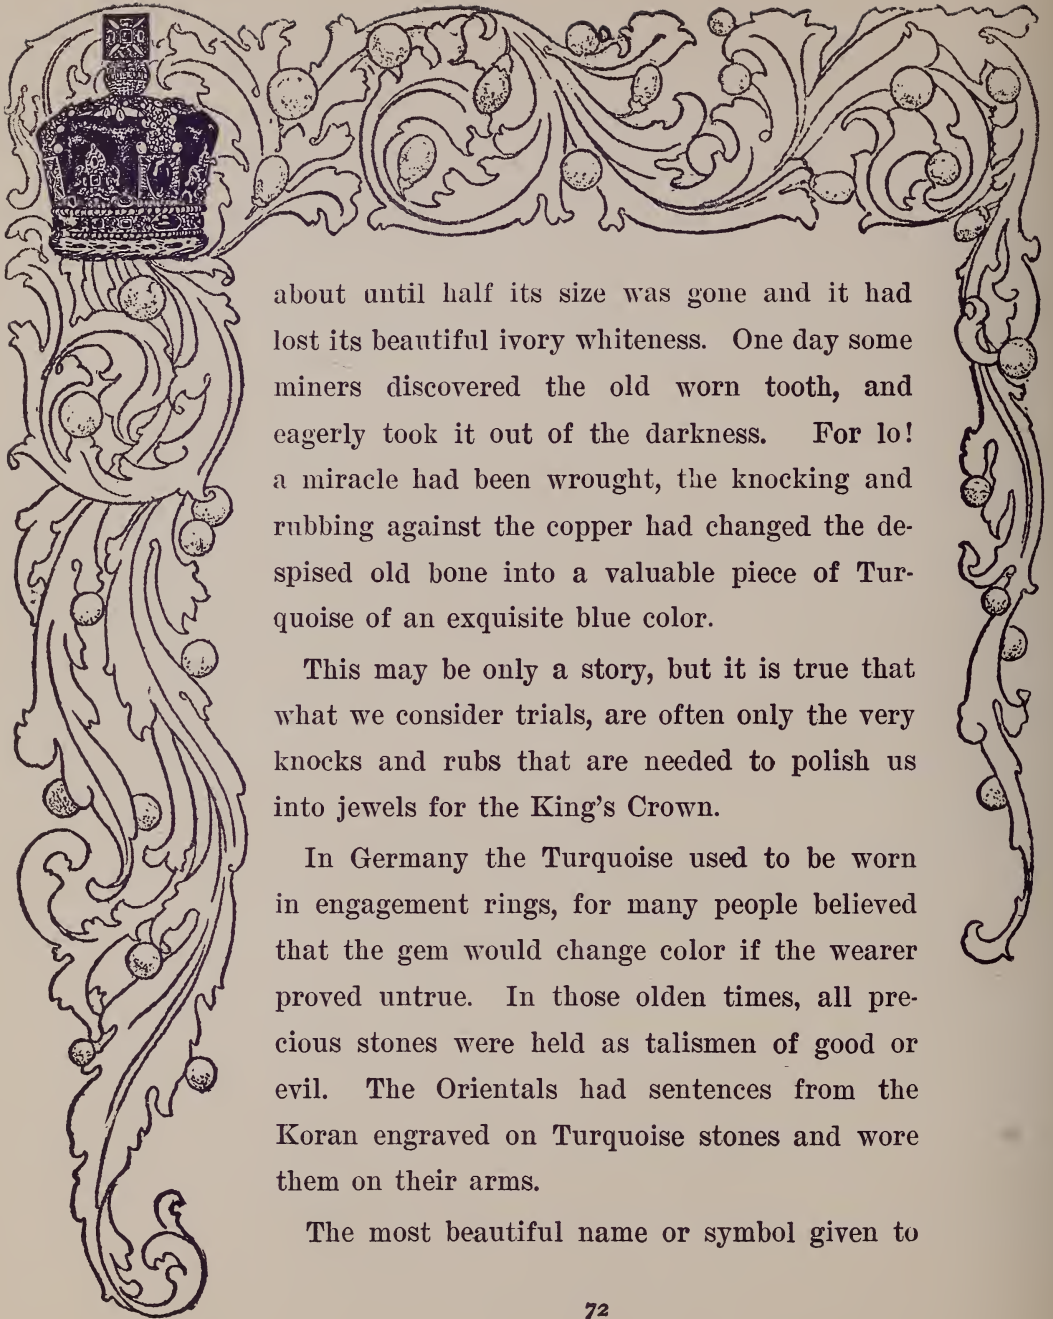 about until half its size was gone and it had
lost its beautiful ivory whiteness. One day some
miners discovered the old worn tooth, and
eagerly took it out of the darkness. For lo!
a miracle had been wrought, the knocking and
rubbing against the copper had changed the de-
spised old bone into a valuable piece of Tur-
quoise of an exquisite blue color.
This may be only a story, but it is true that
what we consider trials, are often only the very
knocks and rubs that are needed to polish us
into jewels for the King's Crown.
In Germany the Turquoise used to be worn
in engagement rings, for many people believed
that the gem would change color if the wearer
proved untrue. In those olden times, all pre-
cious stones were held as talismen of good or
evil. The Orientals had sentences from the
Koran engraved on Turquoise stones and wore
them on their arms.
The most beautiful name or symbol given to
72